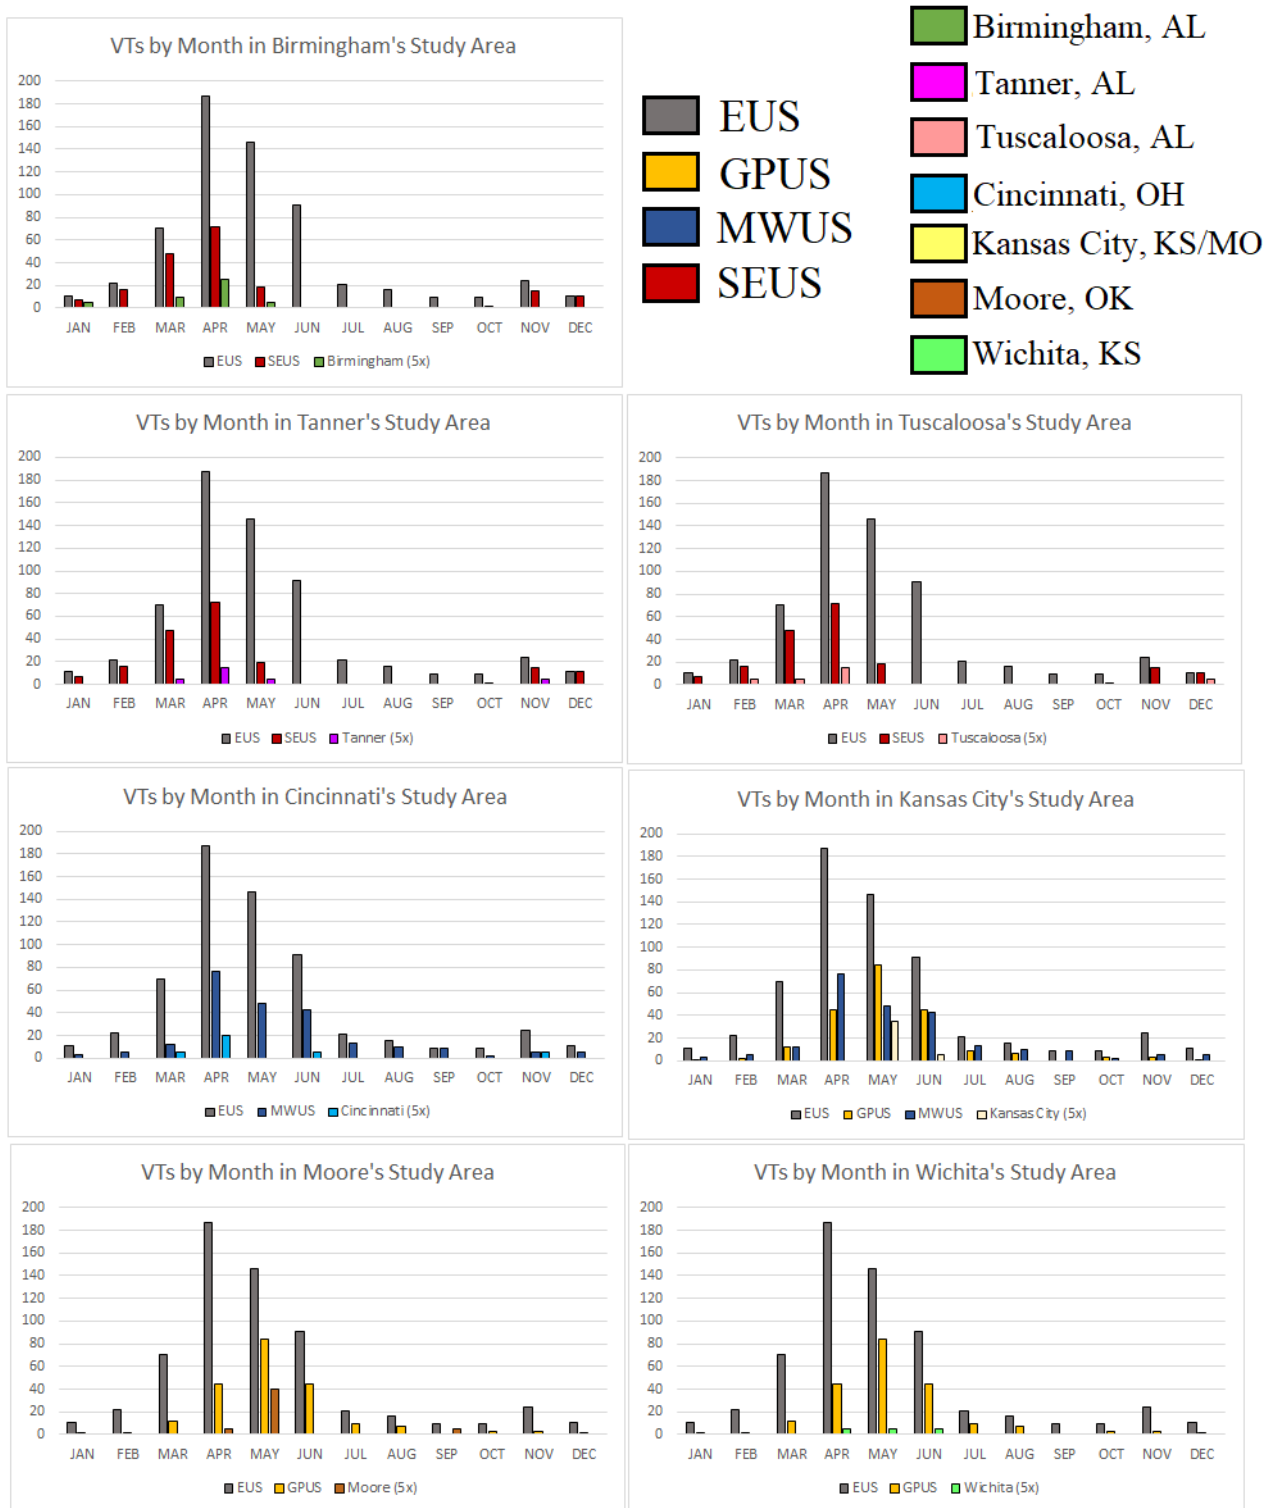 VTs by Month in Birmingham's Study Area
200
180
160
140
120
100
80
60
40
20
0
JAN FEB MAR APR MAY JUN JUL AUG SEP OCT NOV DEC
EUS SEUS Birmingham (5x)
EUS
GPUS
MWUS
SEUS
Birmingham, AL
Tanner, AL
Tuscaloosa, AL
Cincinnati, OH
Kansas City, KS/MO
Moore, OK
Wichita, KS
VTs by Month in Tanner's Study Area
200
180
160
140
120
100
80
60
40
20
0
JAN FEB MAR APR MAY JUN JUL AUG SEP OCT NOV DEC
EUS SEUS Tanner (5x)
VTs by Month in Tuscaloosa's Study Area
200
180
160
140
120
100
80
60
40
20
0
JAN FEB MAR APR MAY JUN JUL AUG SEP OCT NOV DEC
EUS SEUS Tuscaloosa (5x)
VTs by Month in Cincinnati's Study Area
200
180
160
140
120
100
80
60
40
20
0
JAN FEB MAR APR MAY JUN JUL AUG SEP OCT NOV DEC
EUS MWUS Cincinnati (5x)
VTs by Month in Kansas City's Study Area
200
180
160
140
120
100
80
60
40
20
0
JAN FEB MAR APR MAY JUN JUL AUG SEP OCT NOV DEC
EUS GPUS MWUS Kansas City (5x)
VTs by Month in Moore's Study Area
200
180
160
140
120
100
80
60
40
20
0
JAN FEB MAR APR MAY JUN JUL AUG SEP OCT NOV DEC
EUS GPUS Moore (5x)
VTs by Month in Wichita's Study Area
200
180
160
140
120
100
80
60
40
20
0
JAN FEB MAR APR MAY JUN JUL AUG SEP OCT NOV DEC
EUS GPUS Wichita (5x)